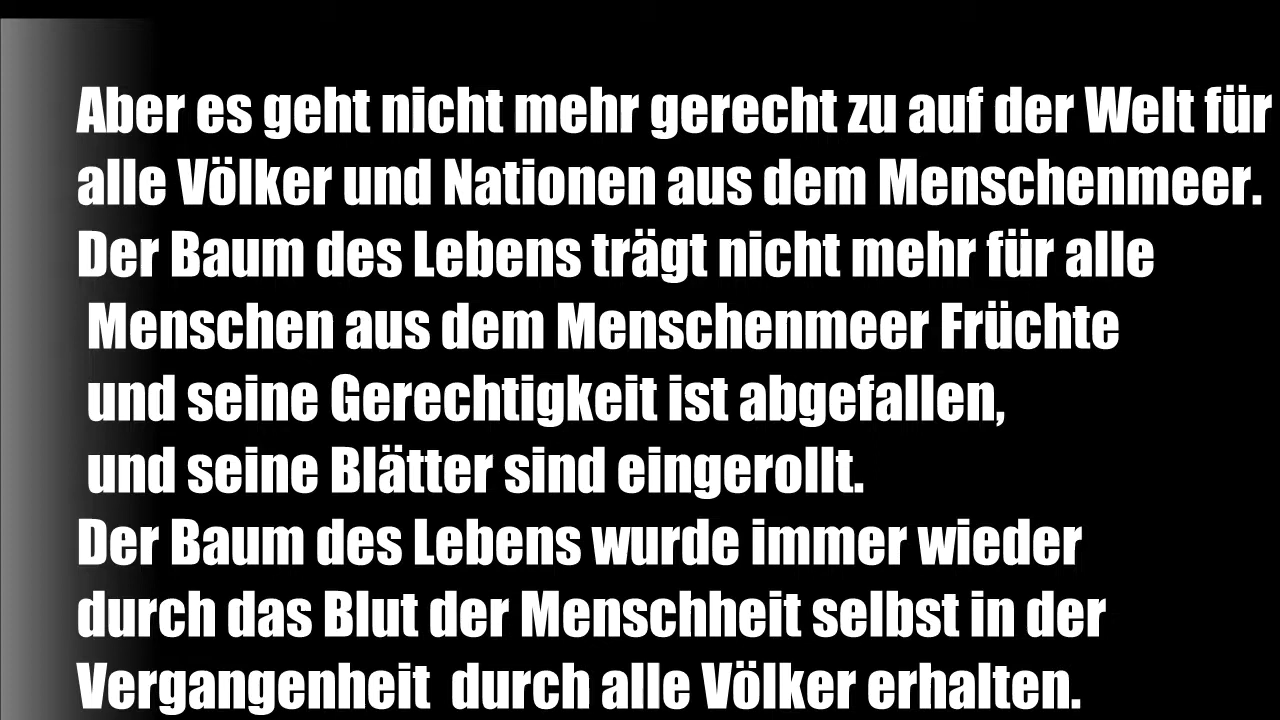 Aber es geht nicht mehr gerecht zu auf der Welt für
alle Völker und Nationen aus dem Menschenmeer.
Der Baum des Lebens trägt nicht mehr für alle
Menschen aus dem Menschenmeer Früchte
und seine Gerechtigkeit ist abgefallen,
und seine Blätter sind eingerollt.
Der Baum des Lebens wurde immer wieder
durch das Blut der Menschheit selbst in der
Vergangenheit  durch alle Völker erhalten.